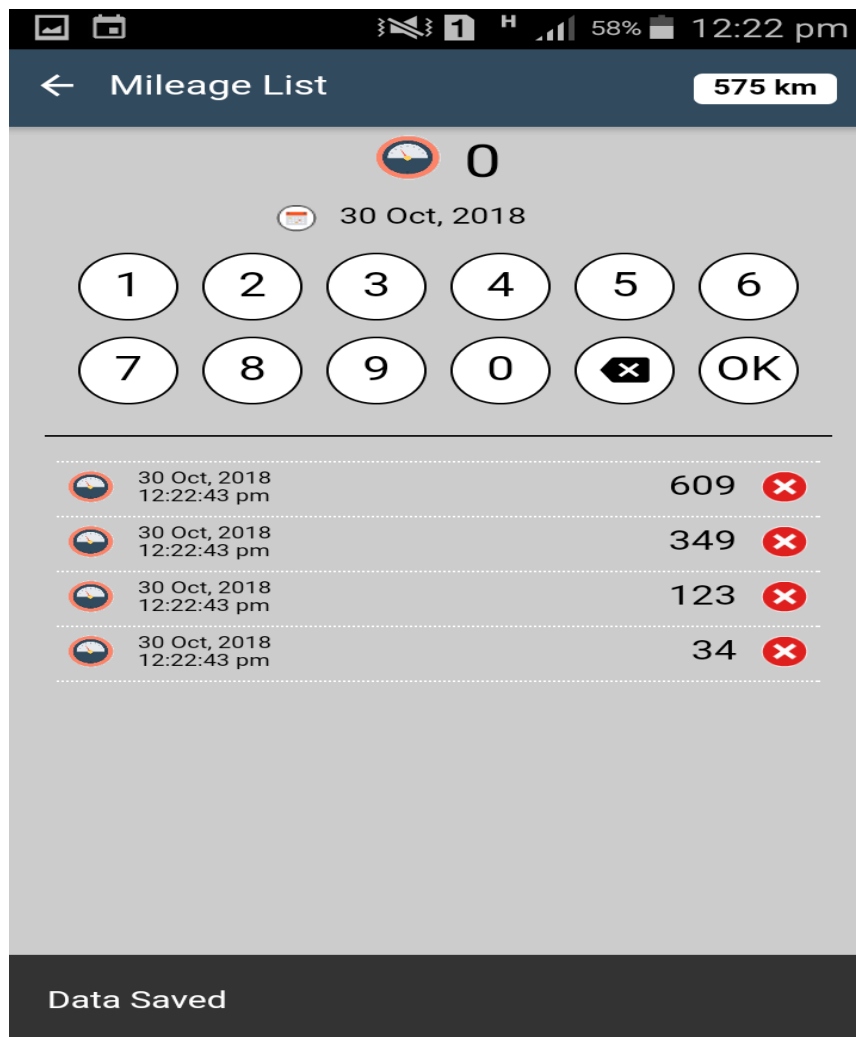 1 H 58% 12:22 pm
Mileage List 575 km
0
30 Oct, 2018
1 2 3 4 5 6
7 8 9 0 OK
30 Oct, 2018
12:22:43 pm 609
30 Oct, 2018
12:22:43 pm 349
30 Oct, 2018
12:22:43 pm 123
30 Oct, 2018
12:22:43 pm 34
Data Saved